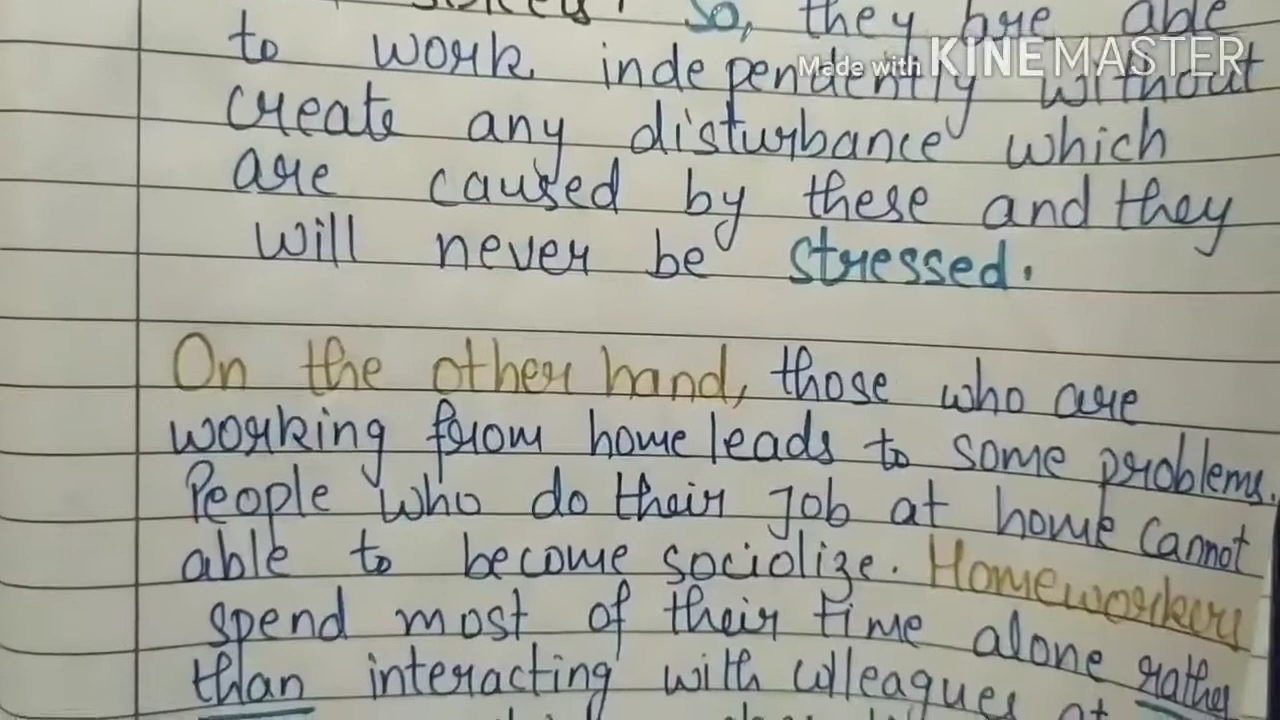 so, they are able
to work independently without
Made with KINEMASTER
create any disturbance which
are caused by these and they
will never be stressed.
On the other hand, those who are
working from home leads to some problems.
People who do their job at home cannot
able to become sociolize. Homeworkers
spend most of their time alone rather
than interacting with colleagues at